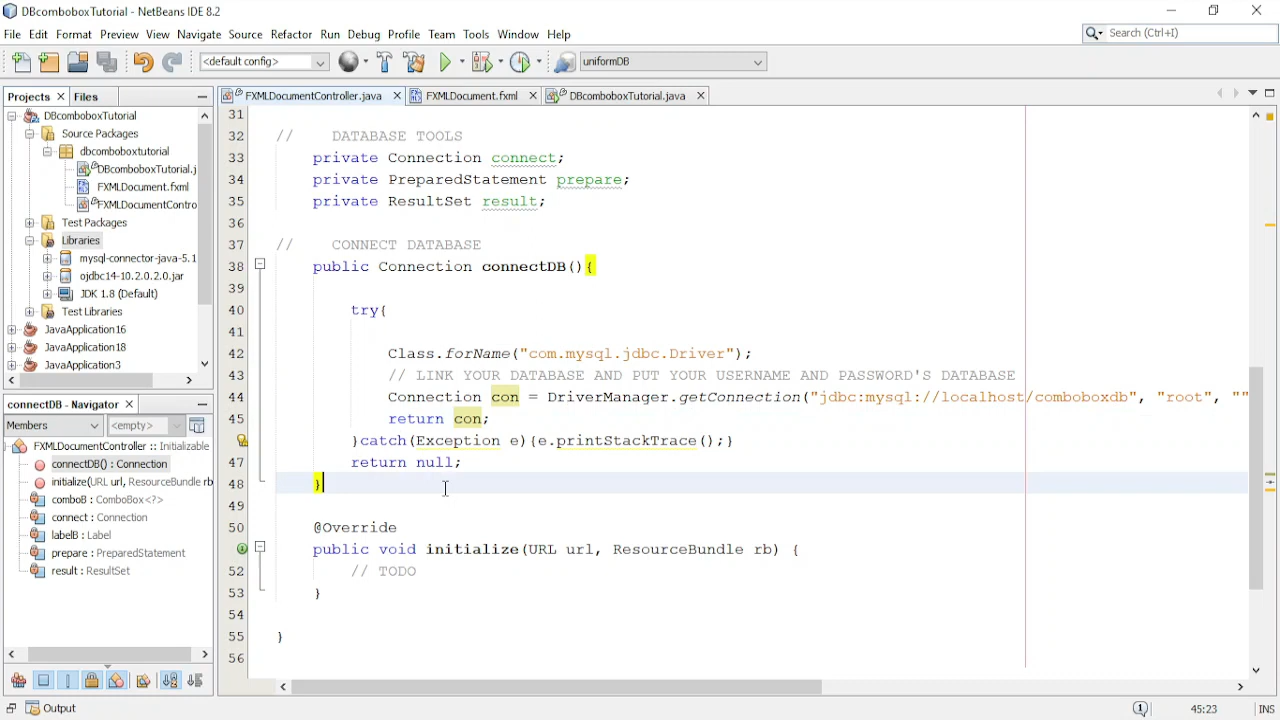 DBcomboboxTutorial - NetBeans IDE 8.2
File Edit Format Preview View Navigate Source Refactor Run Debug Profile Team Tools Window Help
Search (Ctrl+I)
<default config>
uniformDB
Projects Files
FXMLDocumentController.java FXMLDocument.fxml DBcomboboxTutorial.java
DBcomboboxTutorial
Source Packages
dbcomboboxtutorial
DBcomboboxTutorial.j
FXMLDocument.fxml
FXMLDocumentContro
Test Packages
Libraries
mysql-connector-java-5.1
ojdbc14-10.2.0.2.0.jar
JDK 1.8 (Default)
Test Libraries
JavaApplication16
JavaApplication18
JavaApplication3
connectDB - Navigator
Members <empty>
FXMLDocumentController :: Initializable
connectDB() : Connection
initialize(URL url, ResourceBundle rb)
comboB : ComboBox<?>
connect : Connection
labelB : Label
prepare : PreparedStatement
result : ResultSet
31
32 // DATABASE TOOLS
33 private Connection connect;
34 private PreparedStatement prepare;
35 private ResultSet result;
36
37 // CONNECT DATABASE
38 public Connection connectDB(){
39
40 try{
41
42 Class.forName("com.mysql.jdbc.Driver");
43 // LINK YOUR DATABASE AND PUT YOUR USERNAME AND PASSWORD'S DATABASE
44 Connection con = DriverManager.getConnection("jdbc:mysql://localhost/comboboxdb", "root", ""
45 return con;
46 }catch(Exception e){e.printStackTrace();}
47 return null;
48 }
49
50 @Override
public void initialize(URL url, ResourceBundle rb) {
52 // TODO
53 }
54
55 }
56
Output
1
45:23
INS